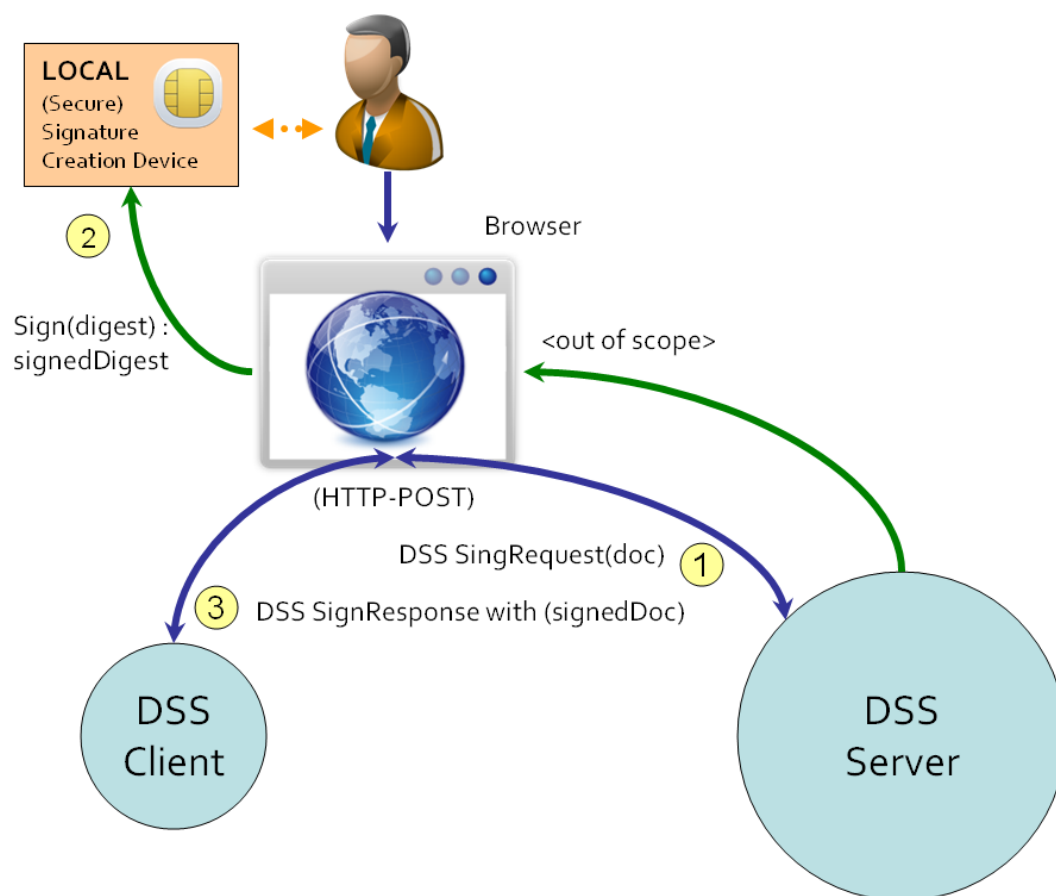 LOCAL
(Secure)
Signature
Creation Device
Browser
2
Sign(digest) :
signedDigest
<out of scope>
(HTTP-POST)
DSS SingRequest(doc)
1
3
DSS SignResponse with (signedDoc)
DSS
Client
DSS
Server